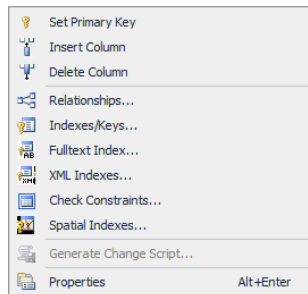 Set Primary Key
Insert Column
Delete Column
Relationships...
Indexes/Keys...
Fulltext Index...
XML Indexes...
Check Constraints...
Spatial Indexes...
Generate Change Script...
Properties Alt+Enter